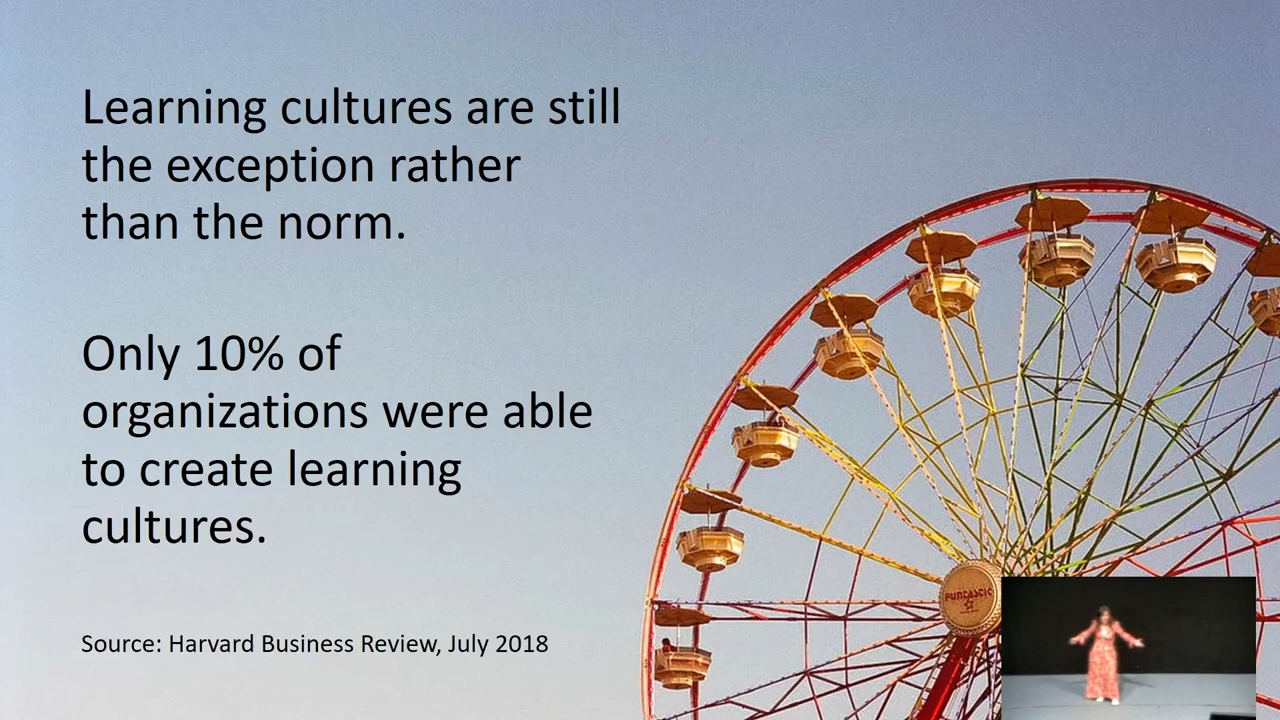 Learning cultures are still
the exception rather
than the norm.
Only 10% of
organizations were able
to create learning
cultures.
Source: Harvard Business Review, July 2018
FUNTASTIC